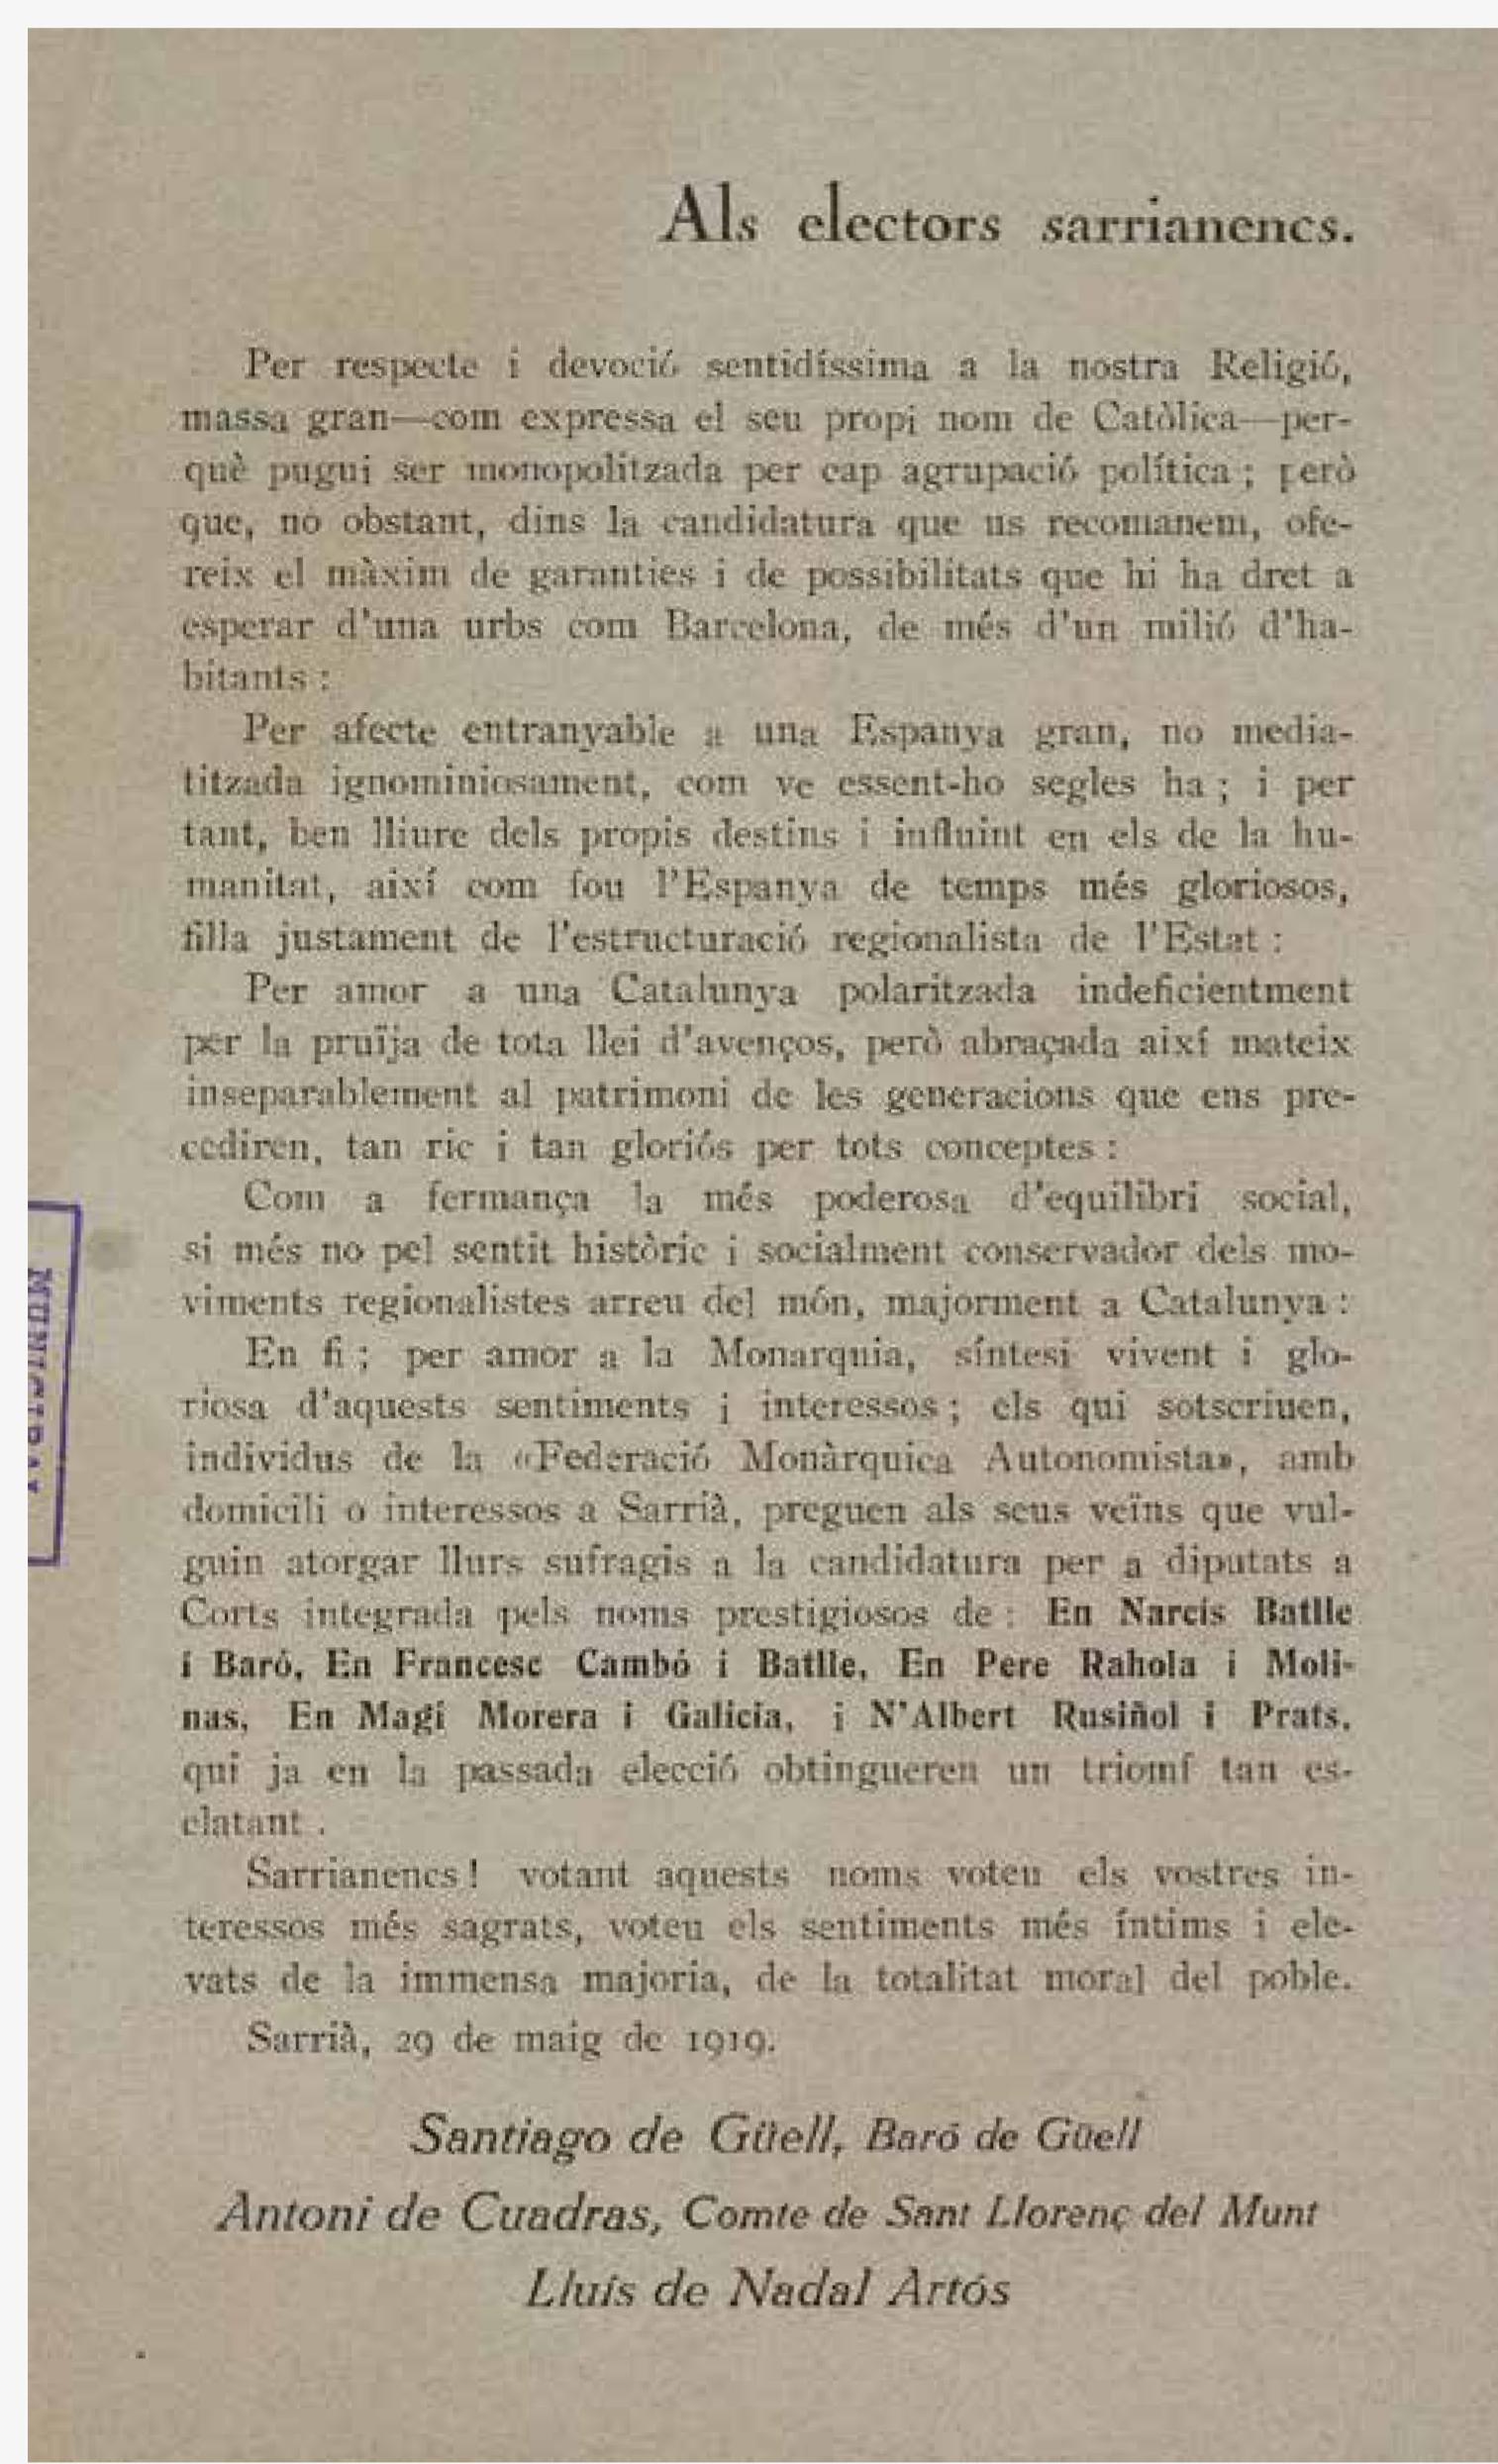 Als electors sarrianencs.
Per respecte i devoció sentidíssima a la nostra Religió,
massa gran—com expressa el seu propi nom de Catòlica—per-
què pugui ser monopolitzada per cap agrupació política; però
que, no obstant, dins la candidatura que us recomanem, ofe-
reix el màxim de garanties i de possibilitats que hi ha dret a
esperar d'una urbs com Barcelona, de més d'un milió d'ha-
bitants:
Per afecte entranyable a una Espanya gran, no media-
titzada ignominiosament, com ve essent-ho segles ha; i per
tant, ben lliure dels propis destins i influint en els de la hu-
manitat, així com fou l'Espanya de temps més gloriosos,
filla justament de l'estructuració regionalista de l'Estat:
Per amor a una Catalunya polaritzada indeficientment
per la pruïja de tota llei d'avenços, però abraçada així mateix
inseparablement al patrimoni de les generacions que ens pre-
cediren, tan ric i tan gloriós per tots conceptes:
Com a fermança la més poderosa d'equilibri social,
si més no pel sentit històric i socialment conservador dels mo-
viments regionalistes arreu del món, majorment a Catalunya:
En fi; per amor a la Monarquia, síntesi vivent i glo-
riosa d'aquests sentiments i interessos; els qui sotscriuen,
individus de la «Federació Monàrquica Autonomista», amb
domicili o interessos a Sarrià, preguen als seus veïns que vul-
guin atorgar llurs sufragis a la candidatura per a diputats a
Corts integrada pels noms prestigiosos de: En Narcís Batlle
i Baró, En Francesc Cambó i Batlle, En Pere Rahola i Moli-
nas, En Magí Morera i Galicia, i N'Albert Rusiñol i Prats,
qui ja en la passada elecció obtingueren un triomf tan es-
clatant.
Sarrianencs! votant aquests noms voteu els vostres in-
teressos més sagrats, voteu els sentiments més íntims i ele-
vats de la immensa majoria, de la totalitat moral del poble.
Sarrià, 29 de maig de 1919.
Santiago de Güell, Baró de Güell
Antoni de Cuadras, Comte de Sant Llorenç del Munt
Lluís de Nadal Artós
MUNICIPAL